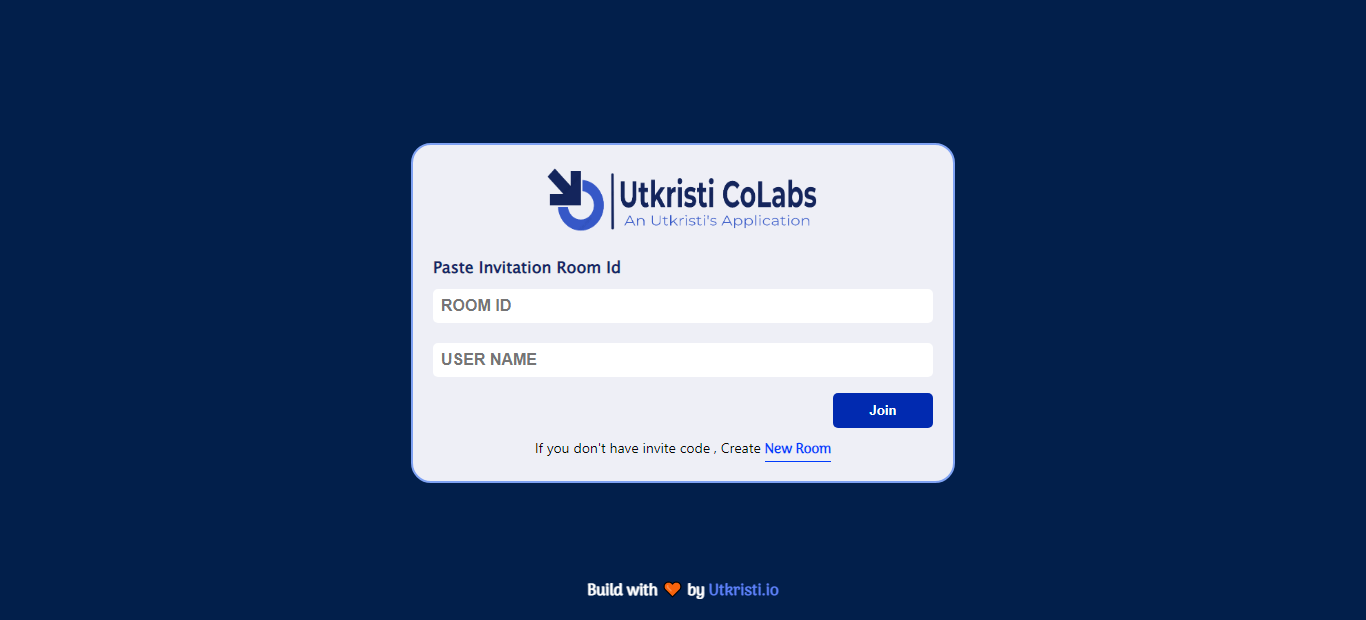 Utkristi CoLabs
An Utkristi's Application
Paste Invitation Room Id
ROOM ID
USER NAME
Join
If you don't have invite code , Create New Room
Build with 🧡 by Utkristi.io